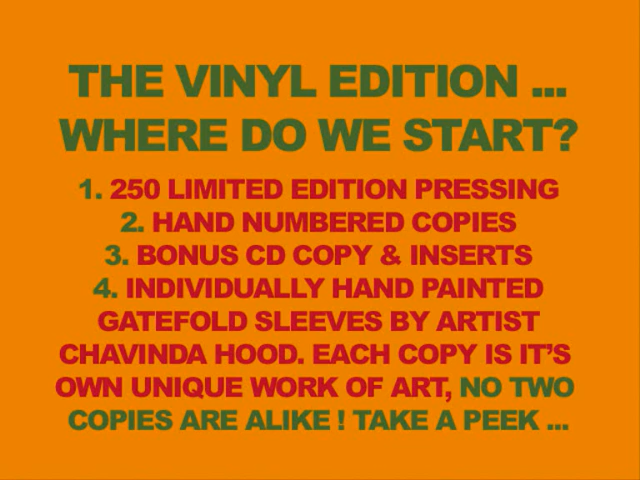 THE VINYL EDITION ...
WHERE DO WE START?
1. 250 LIMITED EDITION PRESSING
2. HAND NUMBERED COPIES
3. BONUS CD COPY & INSERTS
4. INDIVIDUALLY HAND PAINTED
GATEFOLD SLEEVES BY ARTIST
CHAVINDA HOOD. EACH COPY IS IT'S
OWN UNIQUE WORK OF ART, NO TWO
COPIES ARE ALIKE ! TAKE A PEEK ...